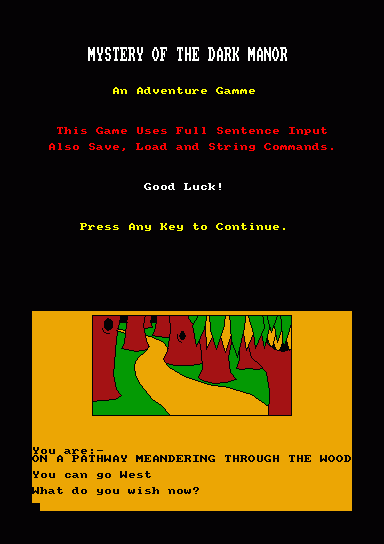 MYSTERY OF THE DARK MANOR
An Adventure Gamme
This Game Uses Full Sentence Input
Also Save, Load and String Commands.
Good Luck!
Press Any Key to Continue.
You are:-
ON A PATHWAY MEANDERING THROUGH THE WOOD
You can go West
What do you wish now?